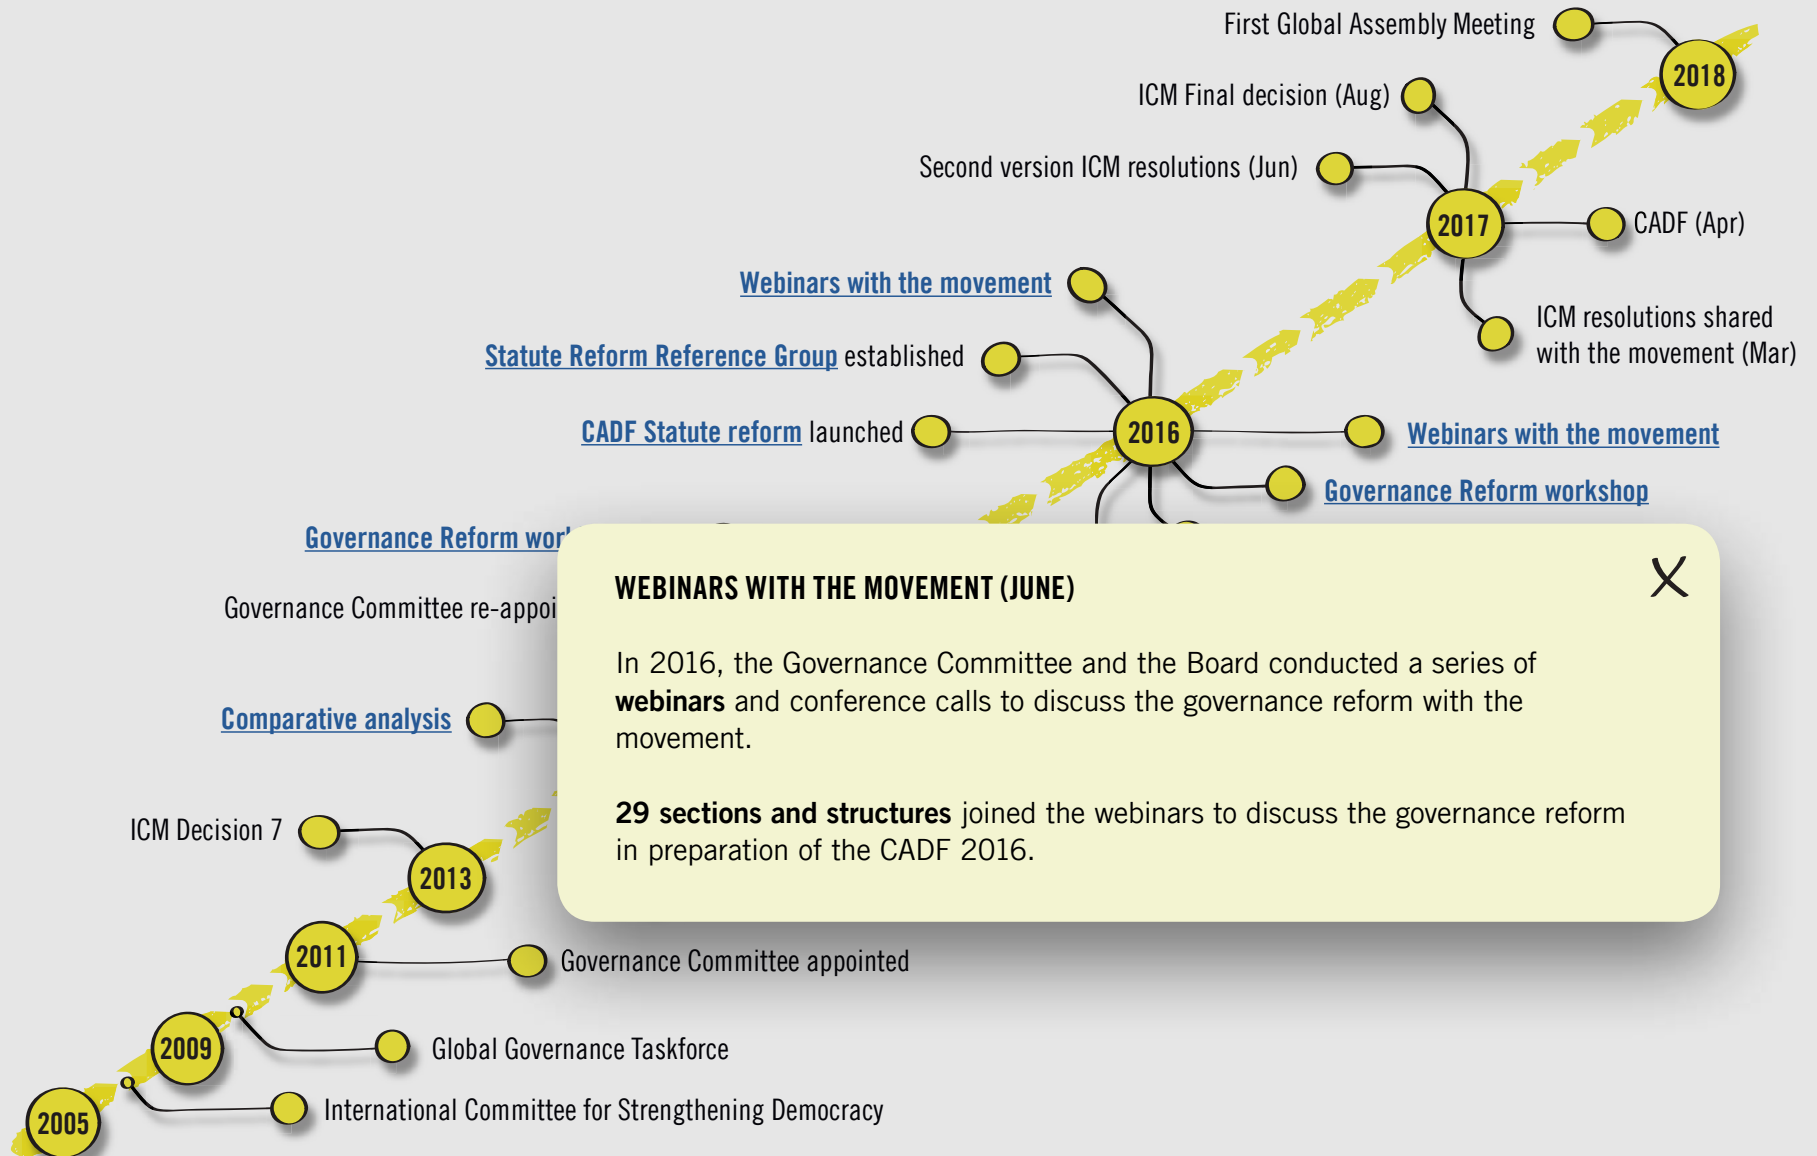 First Global Assembly Meeting
2018
ICM Final decision (Aug)
Second version ICM resolutions (Jun)
2017
CADF (Apr)
Webinars with the movement
ICM resolutions shared
with the movement (Mar)
Statute Reform Reference Group established
CADF Statute reform launched
2016
Webinars with the movement
Governance Reform workshop
Governance Reform
WEBINARS WITH THE MOVEMENT (JUNE)
X
Governance Committee
In 2016, the Governance Committee and the Board conducted a series of
webinars and conference calls to discuss the governance reform with the
movement.
Comparative analysis
29 sections and structures joined the webinars to discuss the governance reform
in preparation of the CADF 2016.
ICM Decision 7
2013
2011
Governance Committee appointed
2009
Global Governance Taskforce
International Committee for Strengthening Democracy
2005